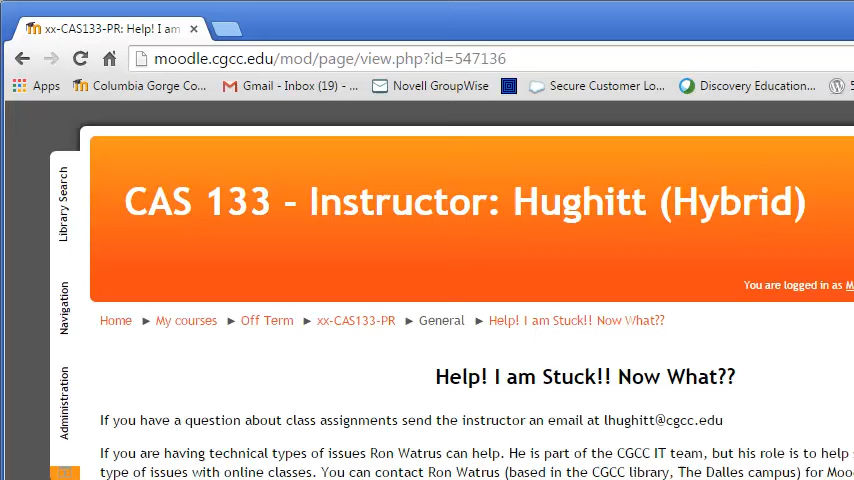 xx-CAS133-PR: Help! I am
moodle.cgcc.edu/mod/page/view.php?id=547136
Apps Columbia Gorge Co... Gmail - Inbox (19) - ... Novell GroupWise Secure Customer Lo... Discovery Education...
Library Search
Navigation
Administration
CAS 133 - Instructor: Hughitt (Hybrid)
You are logged in as
Home ► My courses ► Off Term ► xx-CAS133-PR ► General ► Help! I am Stuck!! Now What??
Help! I am Stuck!! Now What??
If you have a question about class assignments send the instructor an email at lhughitt@cgcc.edu
If you are having technical types of issues Ron Watrus can help. He is part of the CGCC IT team, but his role is to help
type of issues with online classes. You can contact Ron Watrus (based in the CGCC library, The Dalles campus) for Moo